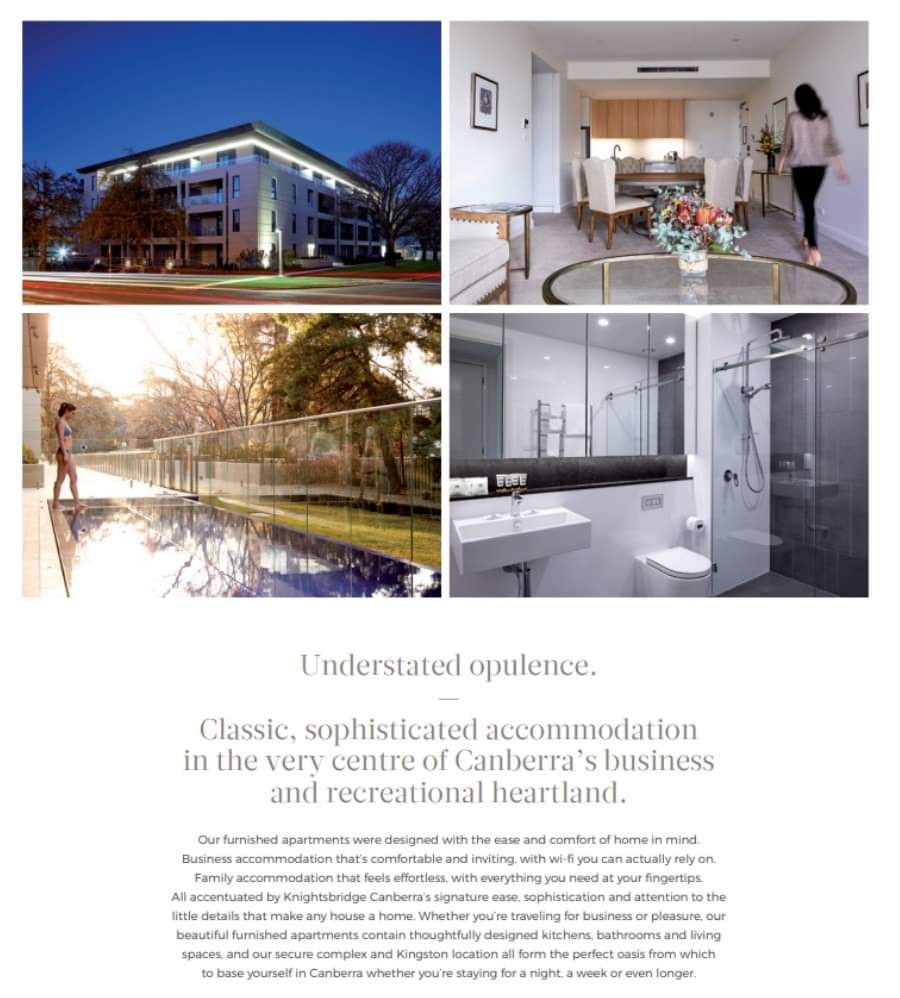 Understated opulence.
Classic, sophisticated accommodation
in the very centre of Canberra's business
and recreational heartland.
Our furnished apartments were designed with the ease and comfort of home in mind.
Business accommodation that's comfortable and inviting, with wi-fi you can actually rely on.
Family accommodation that feels effortless, with everything you need at your fingertips.
All accentuated by Knightsbridge Canberra's signature ease, sophistication and attention to the
little details that make any house a home. Whether you're traveling for business or pleasure, our
beautiful furnished apartments contain thoughtfully designed kitchens, bathrooms and living
spaces, and our secure complex and Kingston location all form the perfect oasis from which
to base yourself in Canberra whether you're staying for a night, a week or even longer.